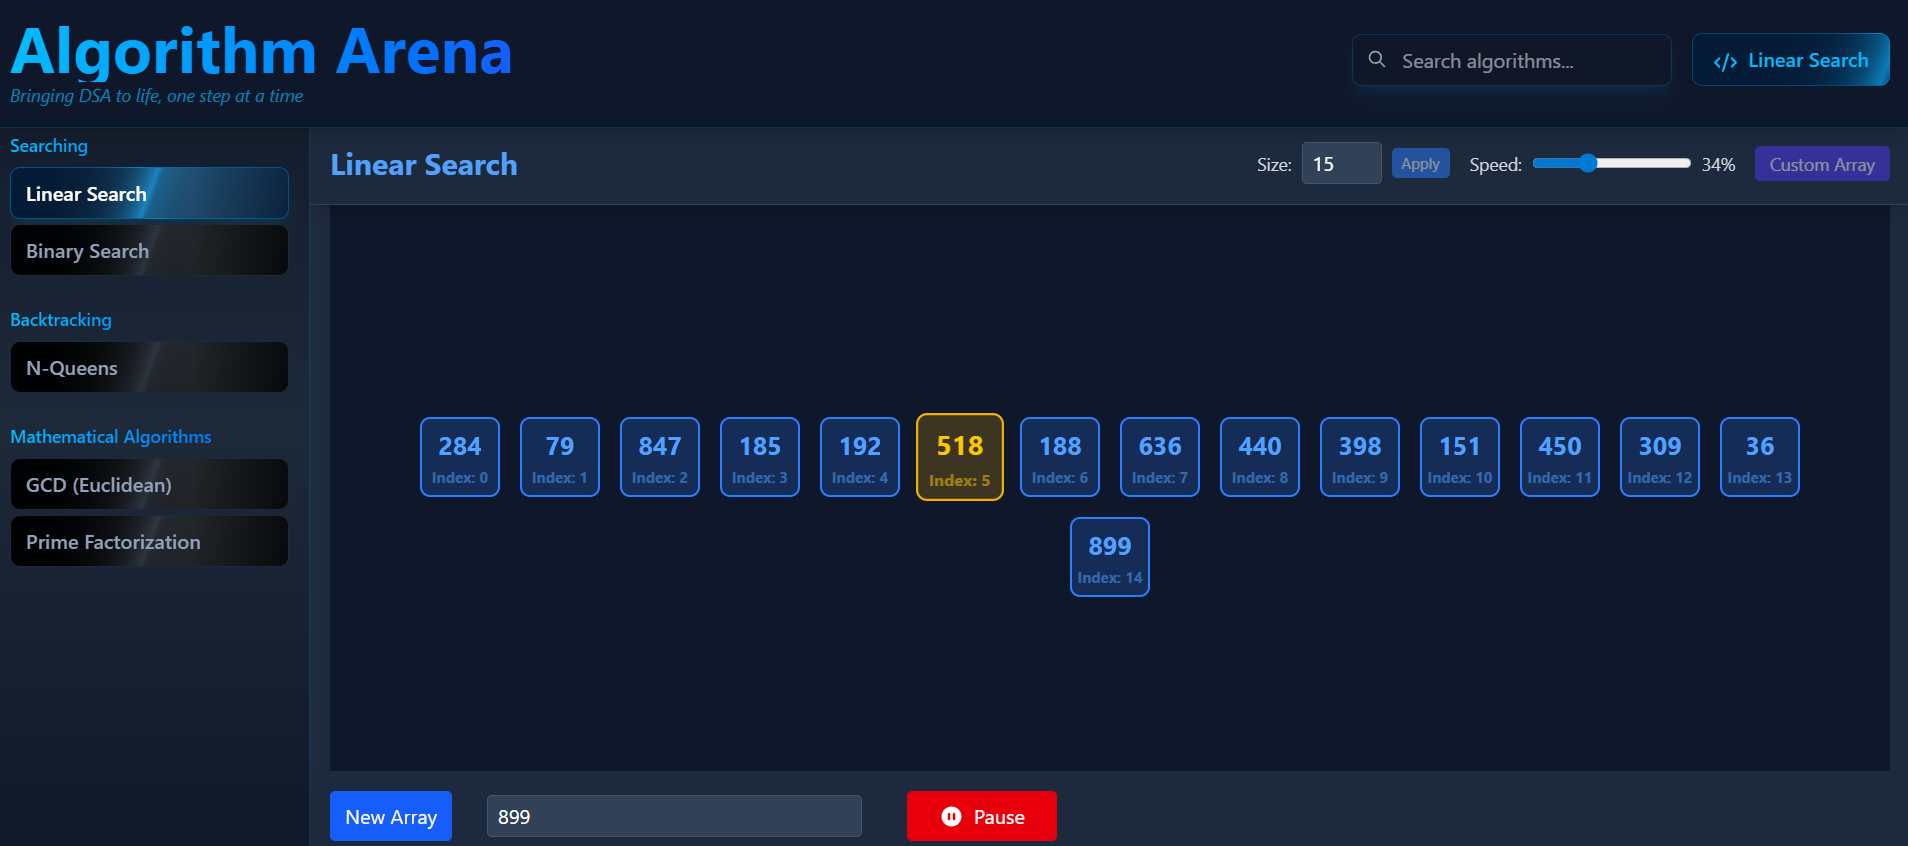 Algorithm Arena
Bringing DSA to life, one step at a time
Search algorithms...
</> Linear Search
Searching
Linear Search
Binary Search
Backtracking
N-Queens
Mathematical Algorithms
GCD (Euclidean)
Prime Factorization
Linear Search
Size: 15 Apply Speed: 34% Custom Array
284 79 847 185 192 518 188 636 440 398 151 450 309 36
Index: 0 Index: 1 Index: 2 Index: 3 Index: 4 Index: 5 Index: 6 Index: 7 Index: 8 Index: 9 Index: 10 Index: 11 Index: 12 Index: 13
899
Index: 14
New Array 899 Pause